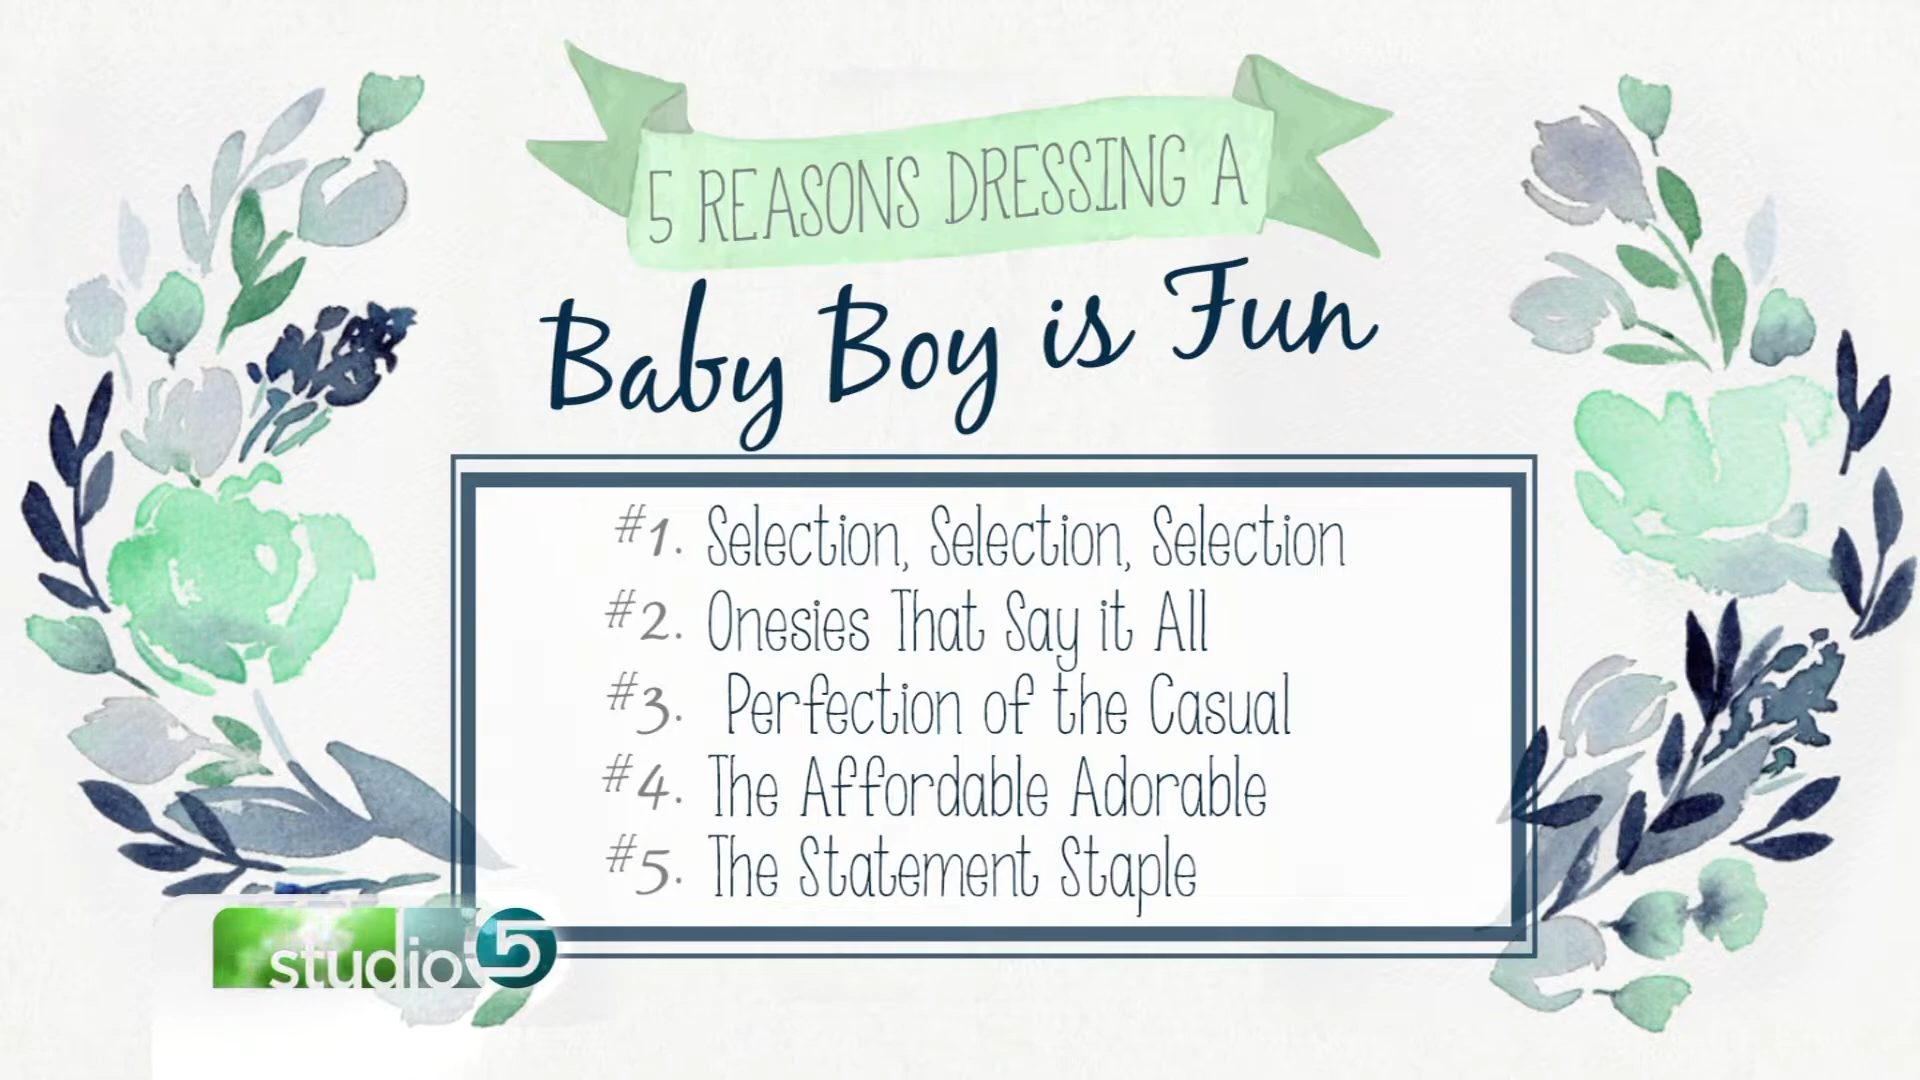 5 REASONS DRESSING A
Baby Boy is Fun
#1. Selection, Selection, Selection
#2. Onesies That Say it All
#3. Perfection of the Casual
#4. The Affordable Adorable
#5. The Statement Staple
studio 5